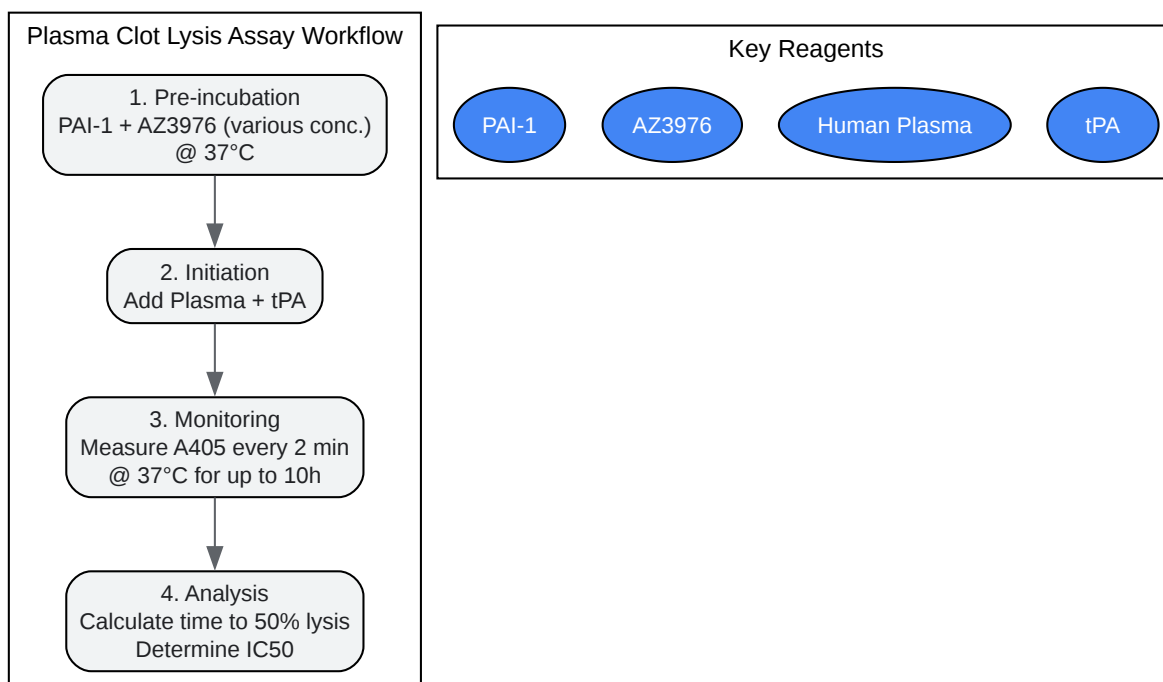 Plasma Clot Lysis Assay Workflow
1. Pre-incubation
PAI-1 + AZ3976 (various conc.)
@ 37°C
2. Initiation
Add Plasma + tPA
3. Monitoring
Measure A405 every 2 min
@ 37°C for up to 10h
4. Analysis
Calculate time to 50% lysis
Determine IC50
Key Reagents
PAI-1
AZ3976
Human Plasma
tPA